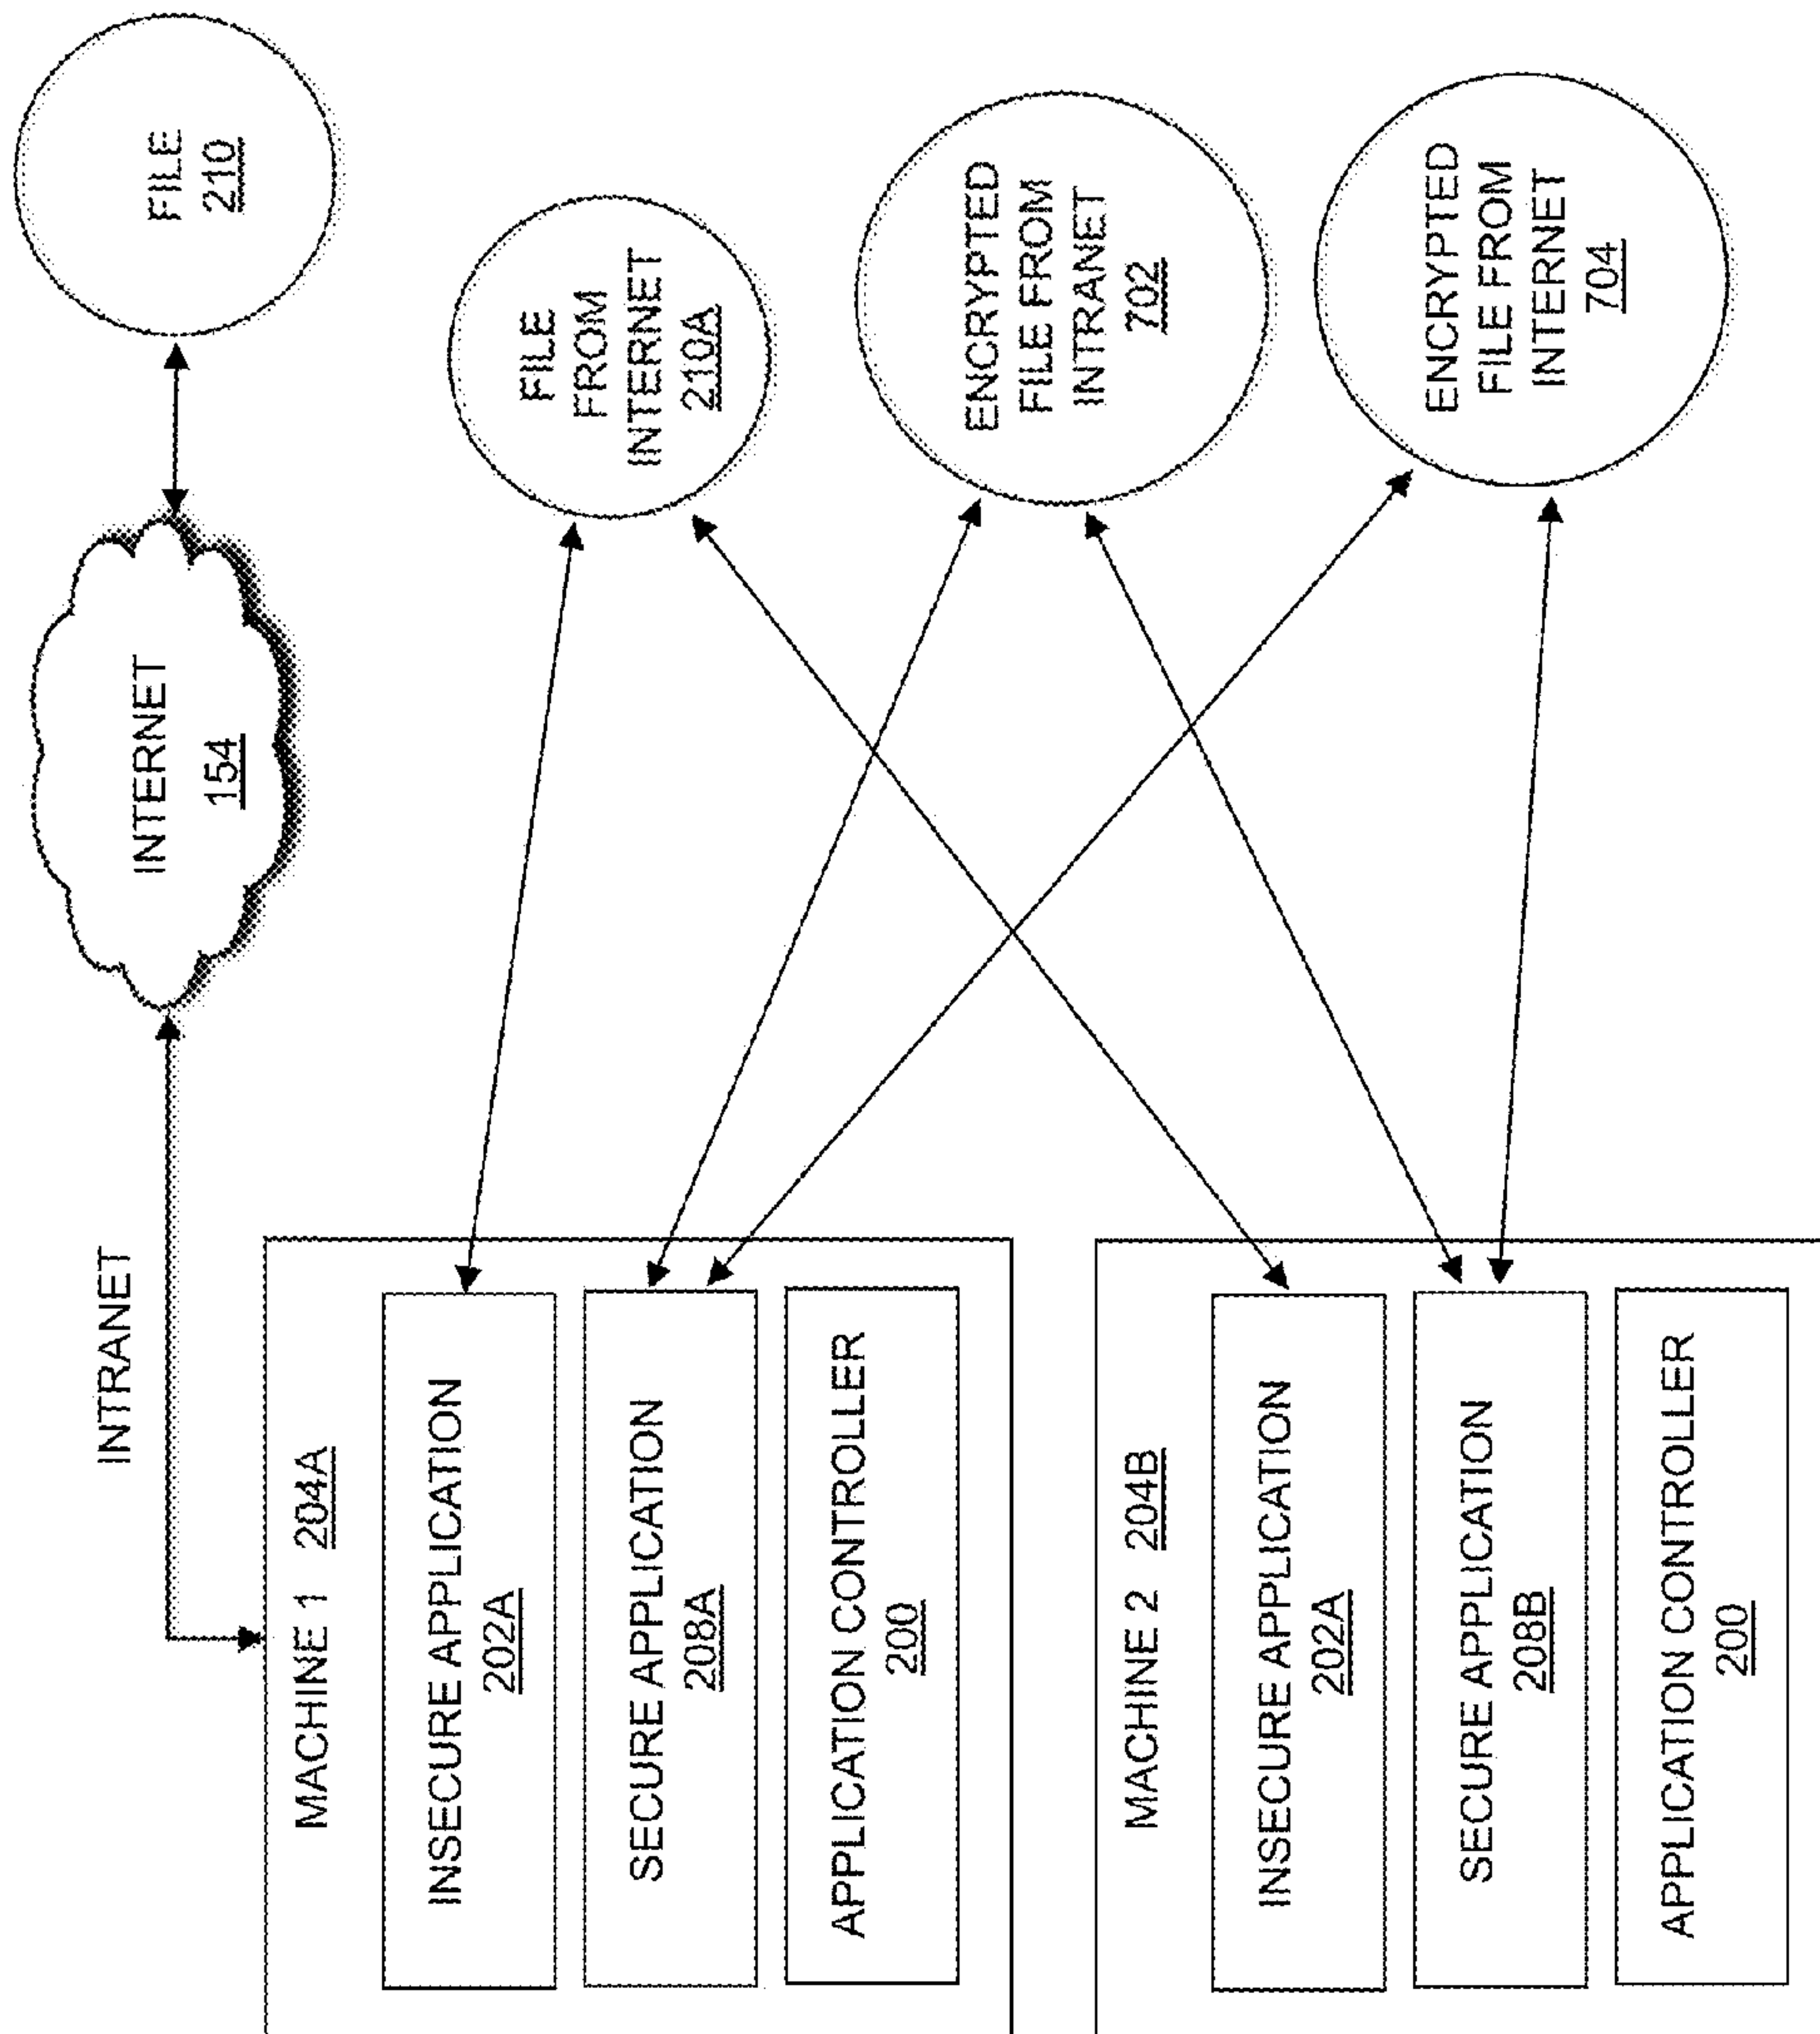 INTRANET
INTERNET
154
FILE
210
MACHINE 1 204A
INSECURE APPLICATION
202A
SECURE APPLICATION
208A
APPLICATION CONTROLLER
200
FILE
FROM
INTERNET
210A
ENCRYPTED
FILE FROM
INTRANET
702
ENCRYPTED
FILE FROM
INTERNET
704
MACHINE 2 204B
INSECURE APPLICATION
202A
SECURE APPLICATION
208B
APPLICATION CONTROLLER
200